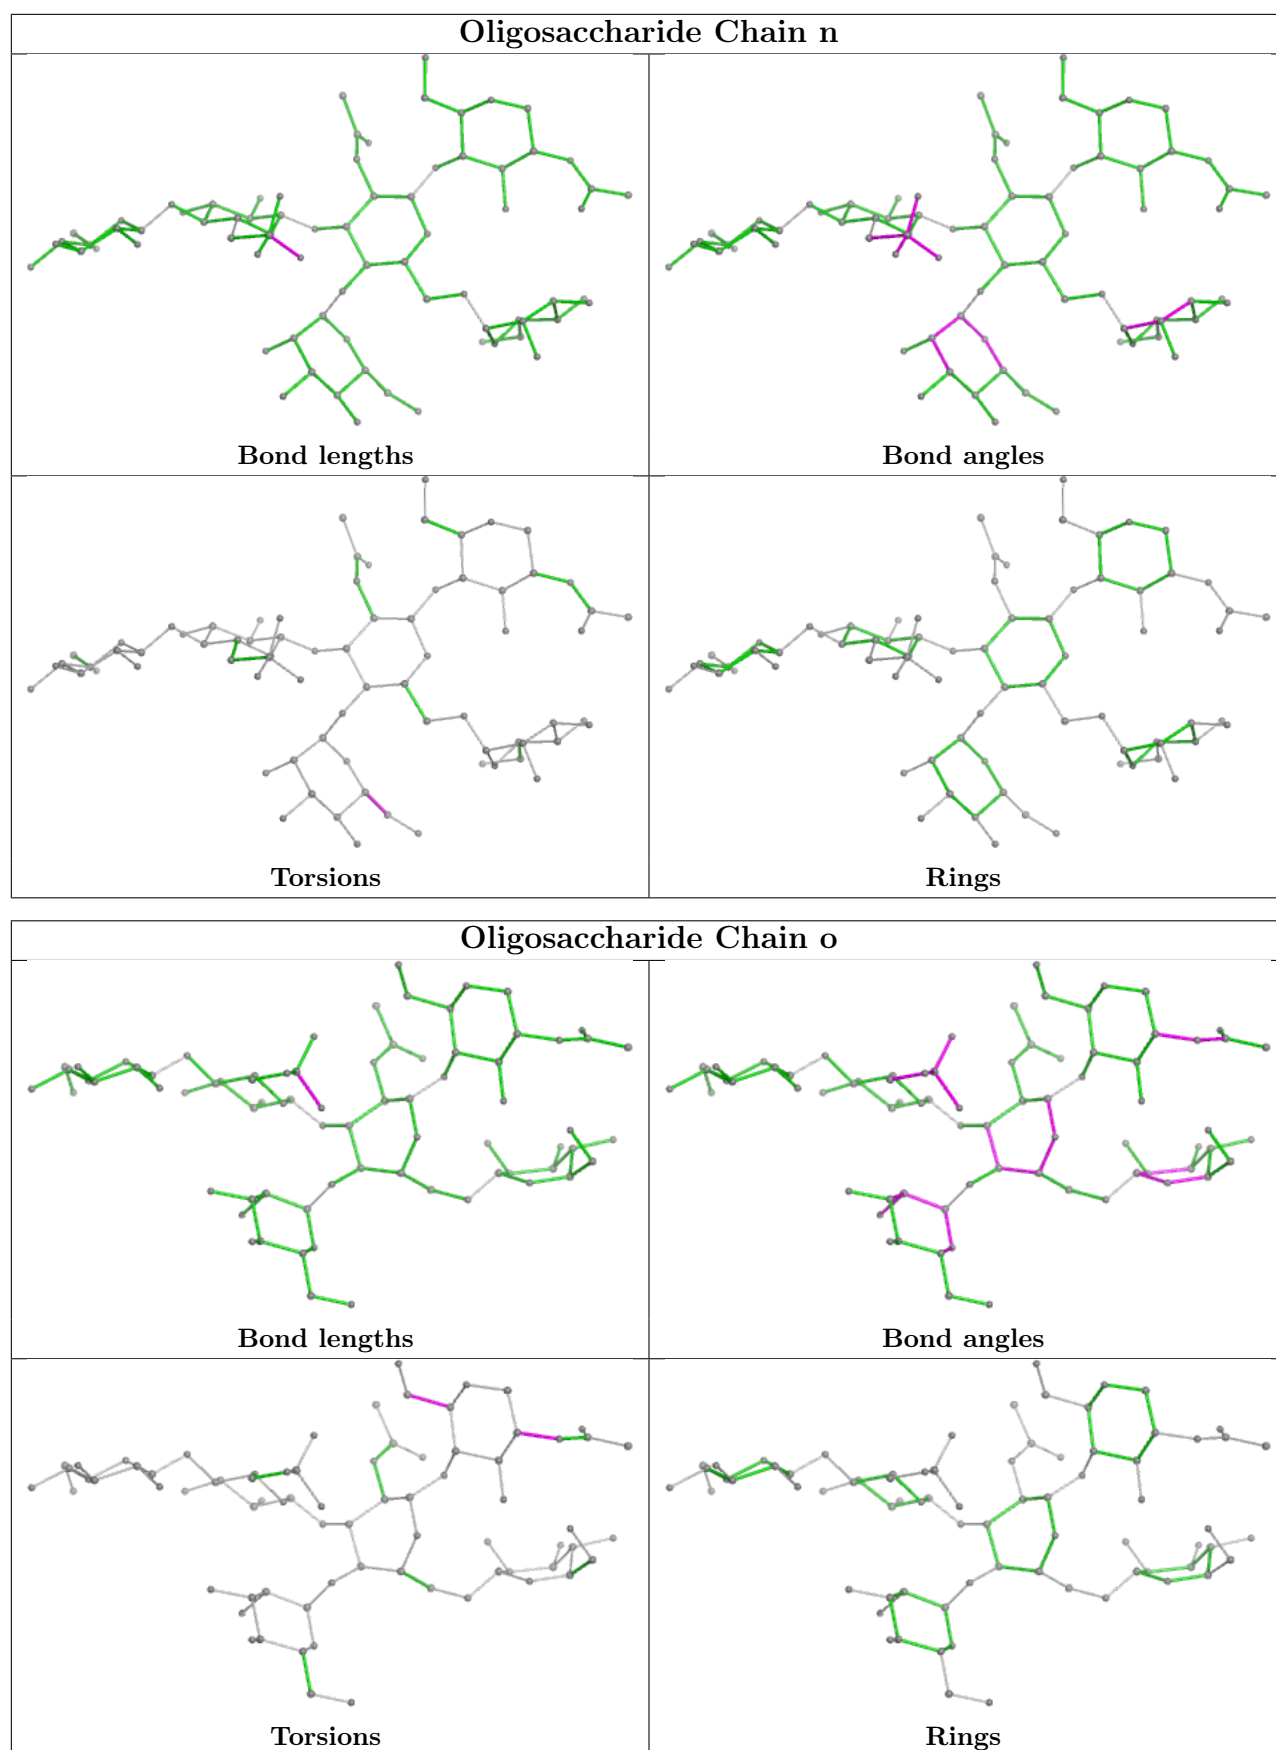 Oligosaccharide Chain n
Bond lengths
Bond angles
Torsions
Rings
Oligosaccharide Chain o
Bond lengths
Bond angles
Torsions
Rings